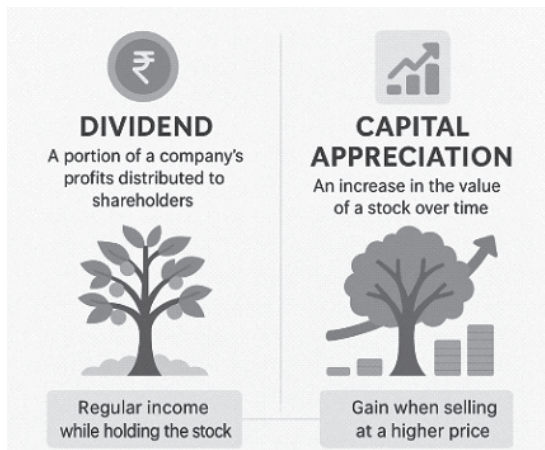 ₹
DIVIDEND
A portion of a company's
profits distributed to
shareholders
Regular income
while holding the stock
CAPITAL
APPRECIATION
An increase in the value
of a stock over time
Gain when selling
at a higher price